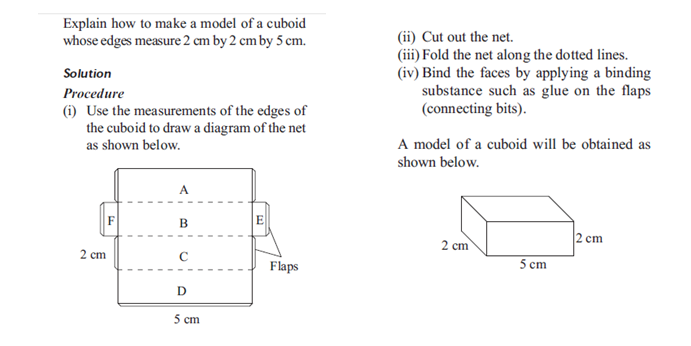 Explain how to make a model of a cuboid
whose edges measure 2 cm by 2 cm by 5 cm.
Solution
Procedure
(i) Use the measurements of the edges of
the cuboid to draw a diagram of the net
as shown below.
A
F
B
E
2 cm
C
Flaps
D
5 cm
(ii) Cut out the net.
(iii) Fold the net along the dotted lines.
(iv) Bind the faces by applying a binding
substance such as glue on the flaps
(connecting bits).
A model of a cuboid will be obtained as
shown below.
2 cm
2 cm
5 cm